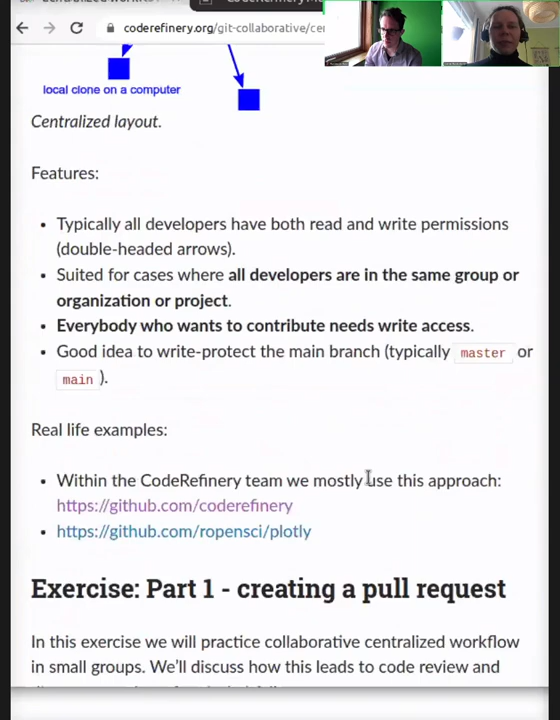 coderefinery.org/git-collaborative/cen
local clone on a computer
Centralized layout.
Features:
• Typically all developers have both read and write permissions
(double-headed arrows).
• Suited for cases where all developers are in the same group or
organization or project.
• Everybody who wants to contribute needs write access.
• Good idea to write-protect the main branch (typically master or
main ).
Real life examples:
• Within the CodeRefinery team we mostly use this approach:
https://github.com/coderefinery
• https://github.com/ropensci/plotly
Exercise: Part 1 - creating a pull request
In this exercise we will practice collaborative centralized workflow
in small groups. We'll discuss how this leads to code review and